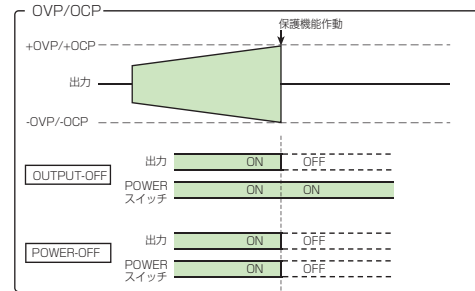 OVP/OCP
保護機能作動
+OVP/+OCP
出力
-OVP/-OCP
出力 ON OFF
OUTPUT-OFF
POWER
スイッチ ON ON
出力 ON OFF
POWER-OFF
POWER
スイッチ ON OFF